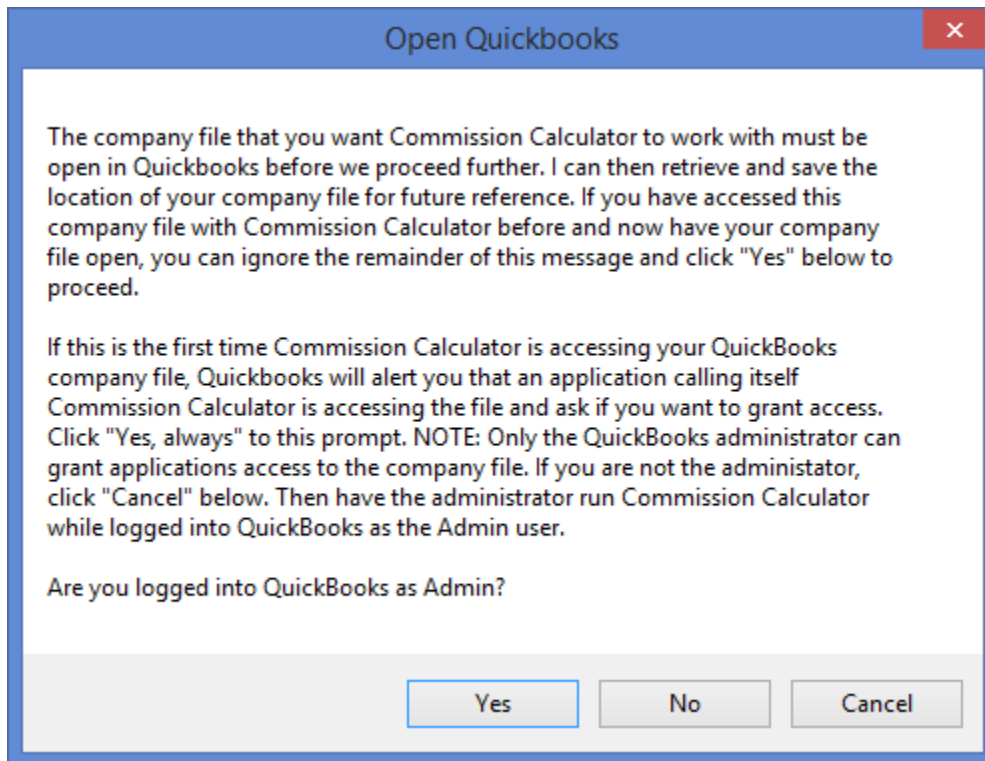 Open Quickbooks
The company file that you want Commission Calculator to work with must be
open in Quickbooks before we proceed further. I can then retrieve and save the
location of your company file for future reference. If you have accessed this
company file with Commission Calculator before and now have your company
file open, you can ignore the remainder of this message and click "Yes" below to
proceed.
If this is the first time Commission Calculator is accessing your QuickBooks
company file, Quickbooks will alert you that an application calling itself
Commission Calculator is accessing the file and ask if you want to grant access.
Click "Yes, always" to this prompt. NOTE: Only the QuickBooks administrator can
grant applications access to the company file. If you are not the administator,
click "Cancel" below. Then have the administrator run Commission Calculator
while logged into QuickBooks as the Admin user.
Are you logged into QuickBooks as Admin?
Yes No Cancel